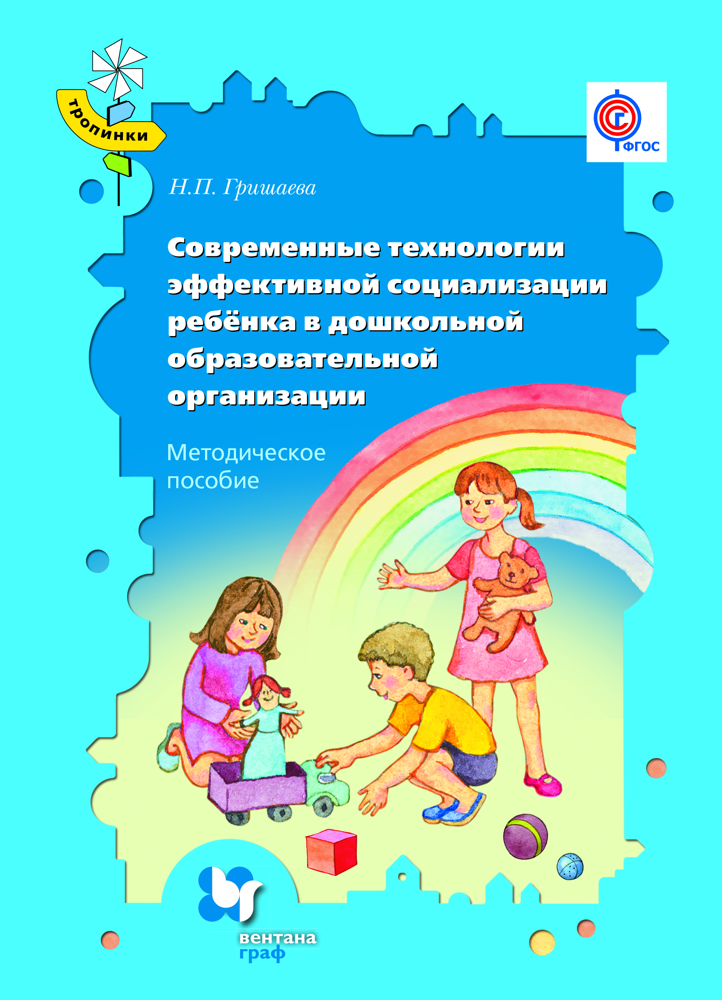 тропинки
ФГОС
Н.П. Гришаева
Современные технологии
эффективной социализации
ребёнка в дошкольной
образовательной
организации
Методическое
пособие
вентана
граф